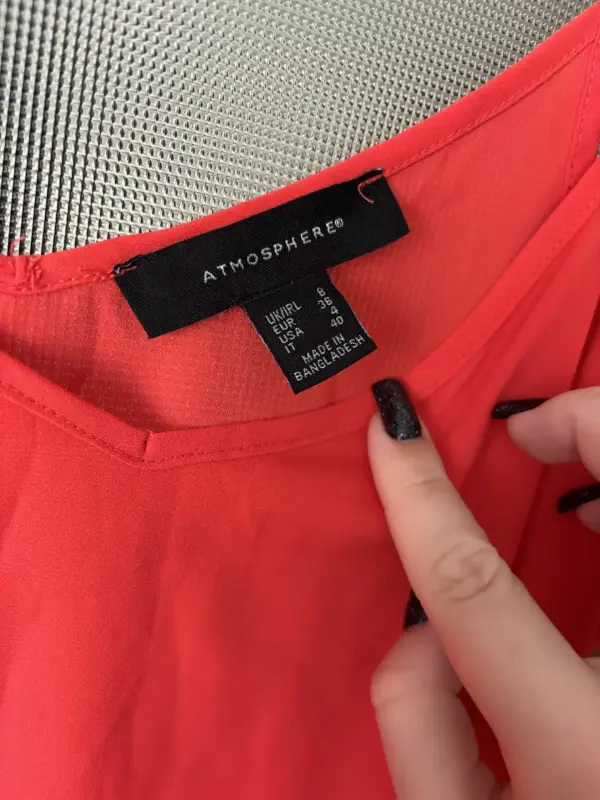 ATMOSPHERE®
UK/IRL 8
EUR 36
USA 4
IT 40
MADE IN
BANGLADESH